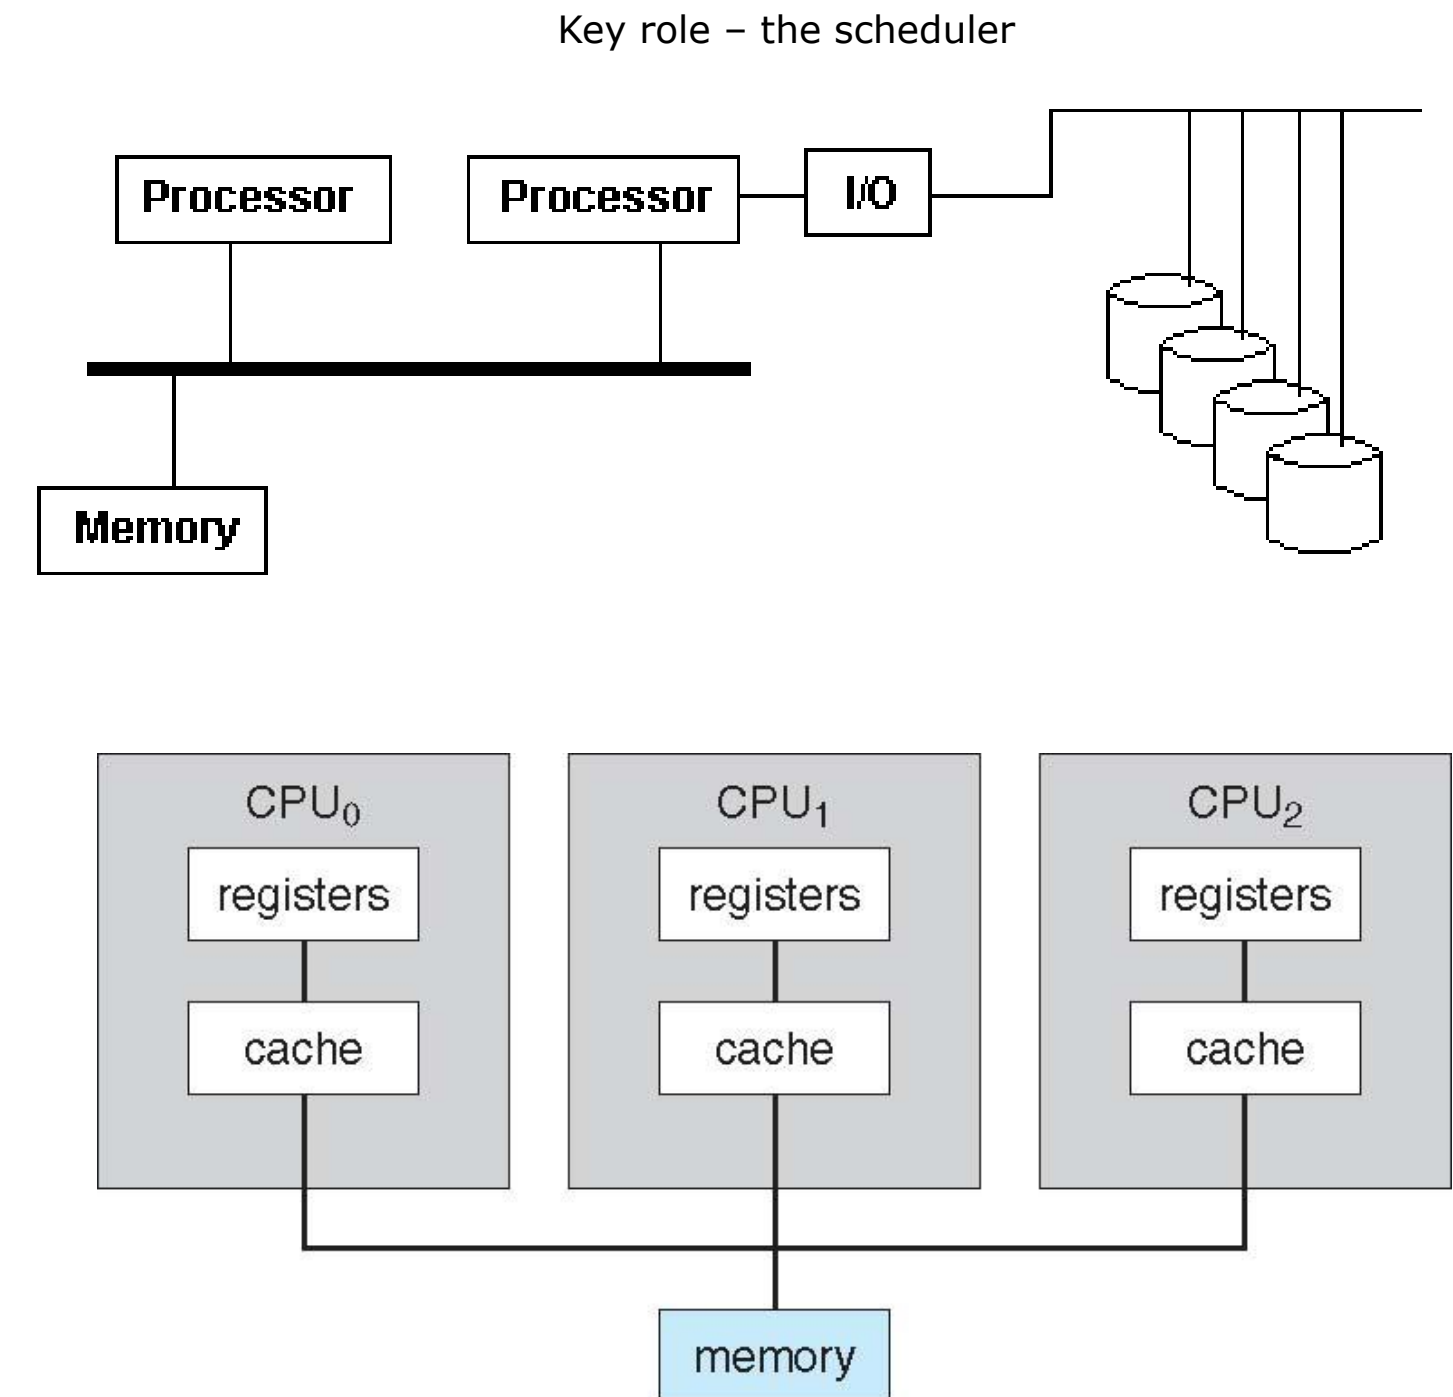 Key role – the scheduler
Processor
Processor
I/O
Memory
CPU₀
CPU₁
CPU₂
registers
registers
registers
cache
cache
cache
memory